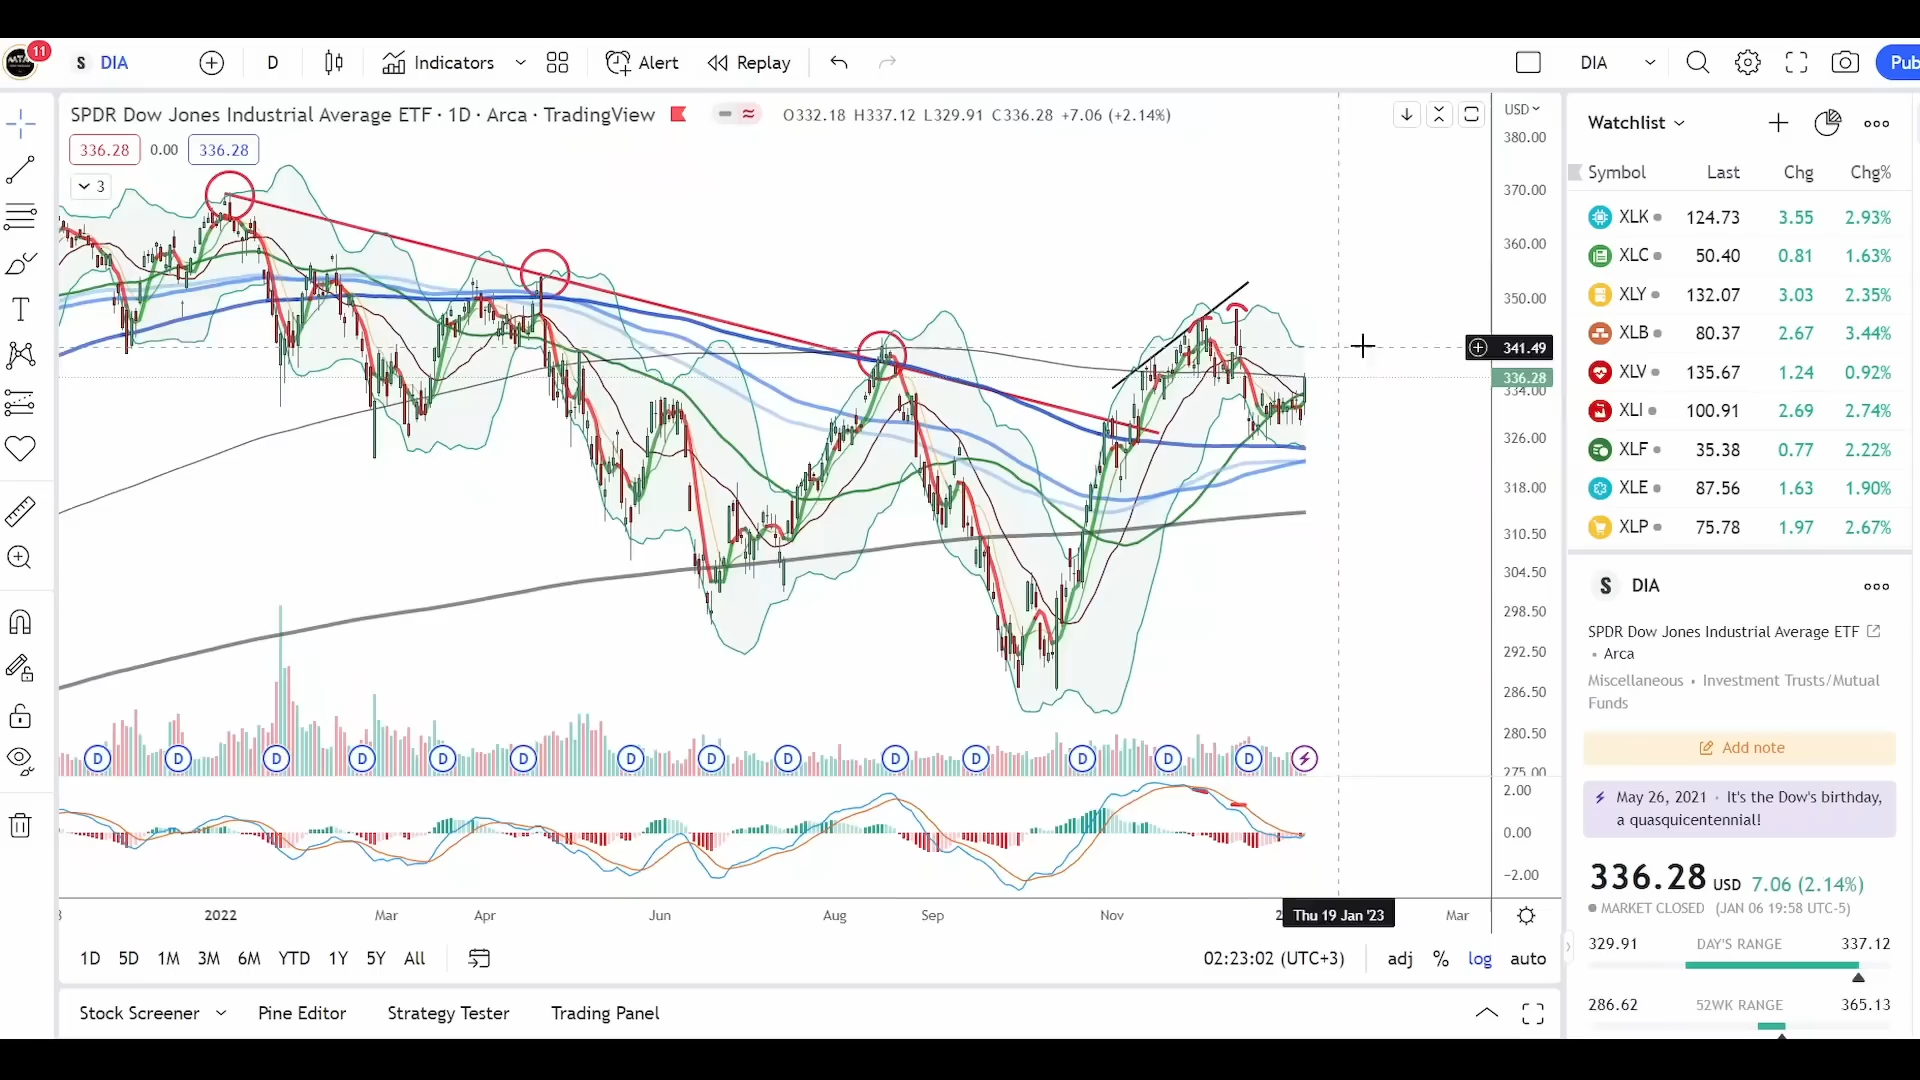 11
S DIA
D
Indicators
Alert
Replay
DIA
Pub
SPDR Dow Jones Industrial Average ETF · 1D · Arca · TradingView
O332.18 H337.12 L329.91 C336.28 +7.06 (+2.14%)
336.28 0.00 336.28
3
USD
380.00
370.00
360.00
350.00
341.49
336.28
334.00
326.00
318.00
310.50
304.50
298.50
292.50
286.50
280.50
275.00
2.00
0.00
−2.00
D D D D D D D D D D D D D D
2022 Mar Apr Jun Aug Sep Nov Thu 19 Jan '23 Mar
1D 5D 1M 3M 6M YTD 1Y 5Y All
02:23:02 (UTC+3) adj % log auto
Stock Screener Pine Editor Strategy Tester Trading Panel
Watchlist
Symbol Last Chg Chg%
XLK 124.73 3.55 2.93%
XLC 50.40 0.81 1.63%
XLY 132.07 3.03 2.35%
XLB 80.37 2.67 3.44%
XLV 135.67 1.24 0.92%
XLI 100.91 2.69 2.74%
XLF 35.38 0.77 2.22%
XLE 87.56 1.63 1.90%
XLP 75.78 1.97 2.67%
S DIA
SPDR Dow Jones Industrial Average ETF
• Arca
Miscellaneous • Investment Trusts/Mutual
Funds
Add note
May 26, 2021 · It's the Dow's birthday,
a quasquicentennial!
336.28 USD 7.06 (2.14%)
MARKET CLOSED (JAN 06 19:58 UTC-5)
329.91 DAY'S RANGE 337.12
286.62 52WK RANGE 365.13